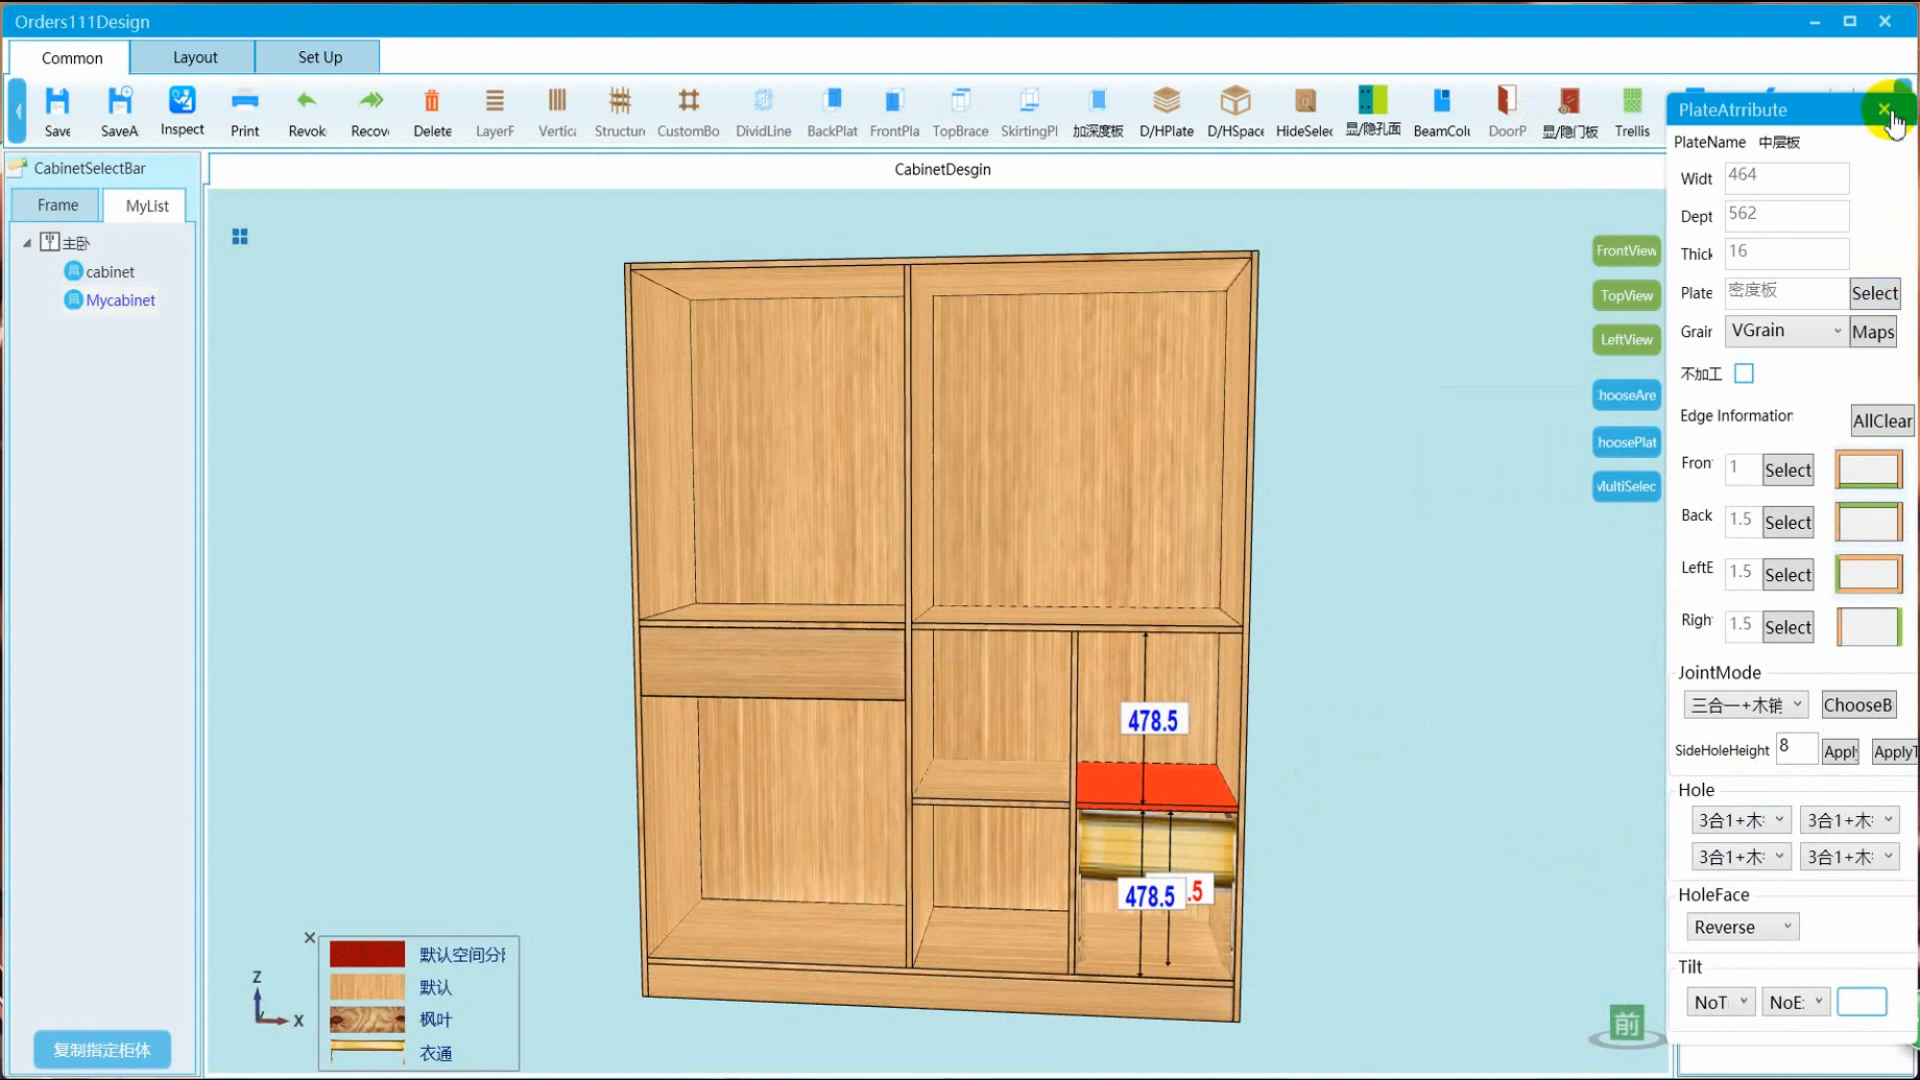 Orders111Design
Common Layout Set Up
Save SaveA Inspect Print Revok Recov Delete LayerF Vertica Structun CustomBo DividLine BackPlat FrontPla TopBrace SkirtingPl 加深度板 D/HPlate D/HSpace HideSelec 显/隐孔面 BeamColu DoorP 显/隐门板 Trellis
CabinetSelectBar
Frame MyList
主卧
cabinet
Mycabinet
复制指定柜体
CabinetDesgin
FrontView
TopView
LeftView
hooseAre
hoosePlat
MultiSelec
478.5
478.5 .5
Z
X
默认空间分
默认
枫叶
衣通
前
PlateAtrribute
PlateName 中层板
Widt 464
Dept 562
Thick 16
Plate 密度板 Select
Grair VGrain Maps
不加工
Edge Information AllClear
Fron 1 Select
Back 1.5 Select
LeftE 1.5 Select
Righ 1.5 Select
JointMode
三合一+木销 ChooseB
SideHoleHeight 8 Appl ApplyT
Hole
3合1+木 3合1+木
3合1+木 3合1+木
HoleFace
Reverse
Tilt
NoT NoE